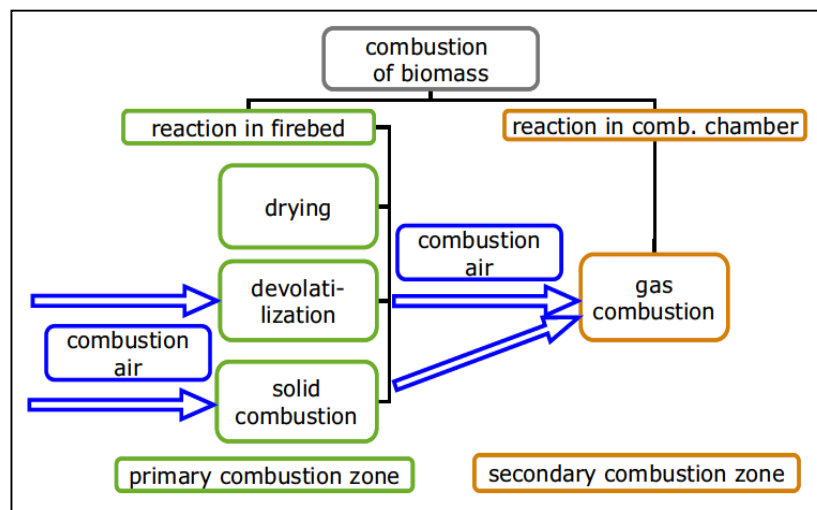 combustion
of biomass
reaction in firebed
reaction in comb. chamber
drying
combustion
air
devolati-
lization
gas
combustion
combustion
air
solid
combustion
primary combustion zone
secondary combustion zone